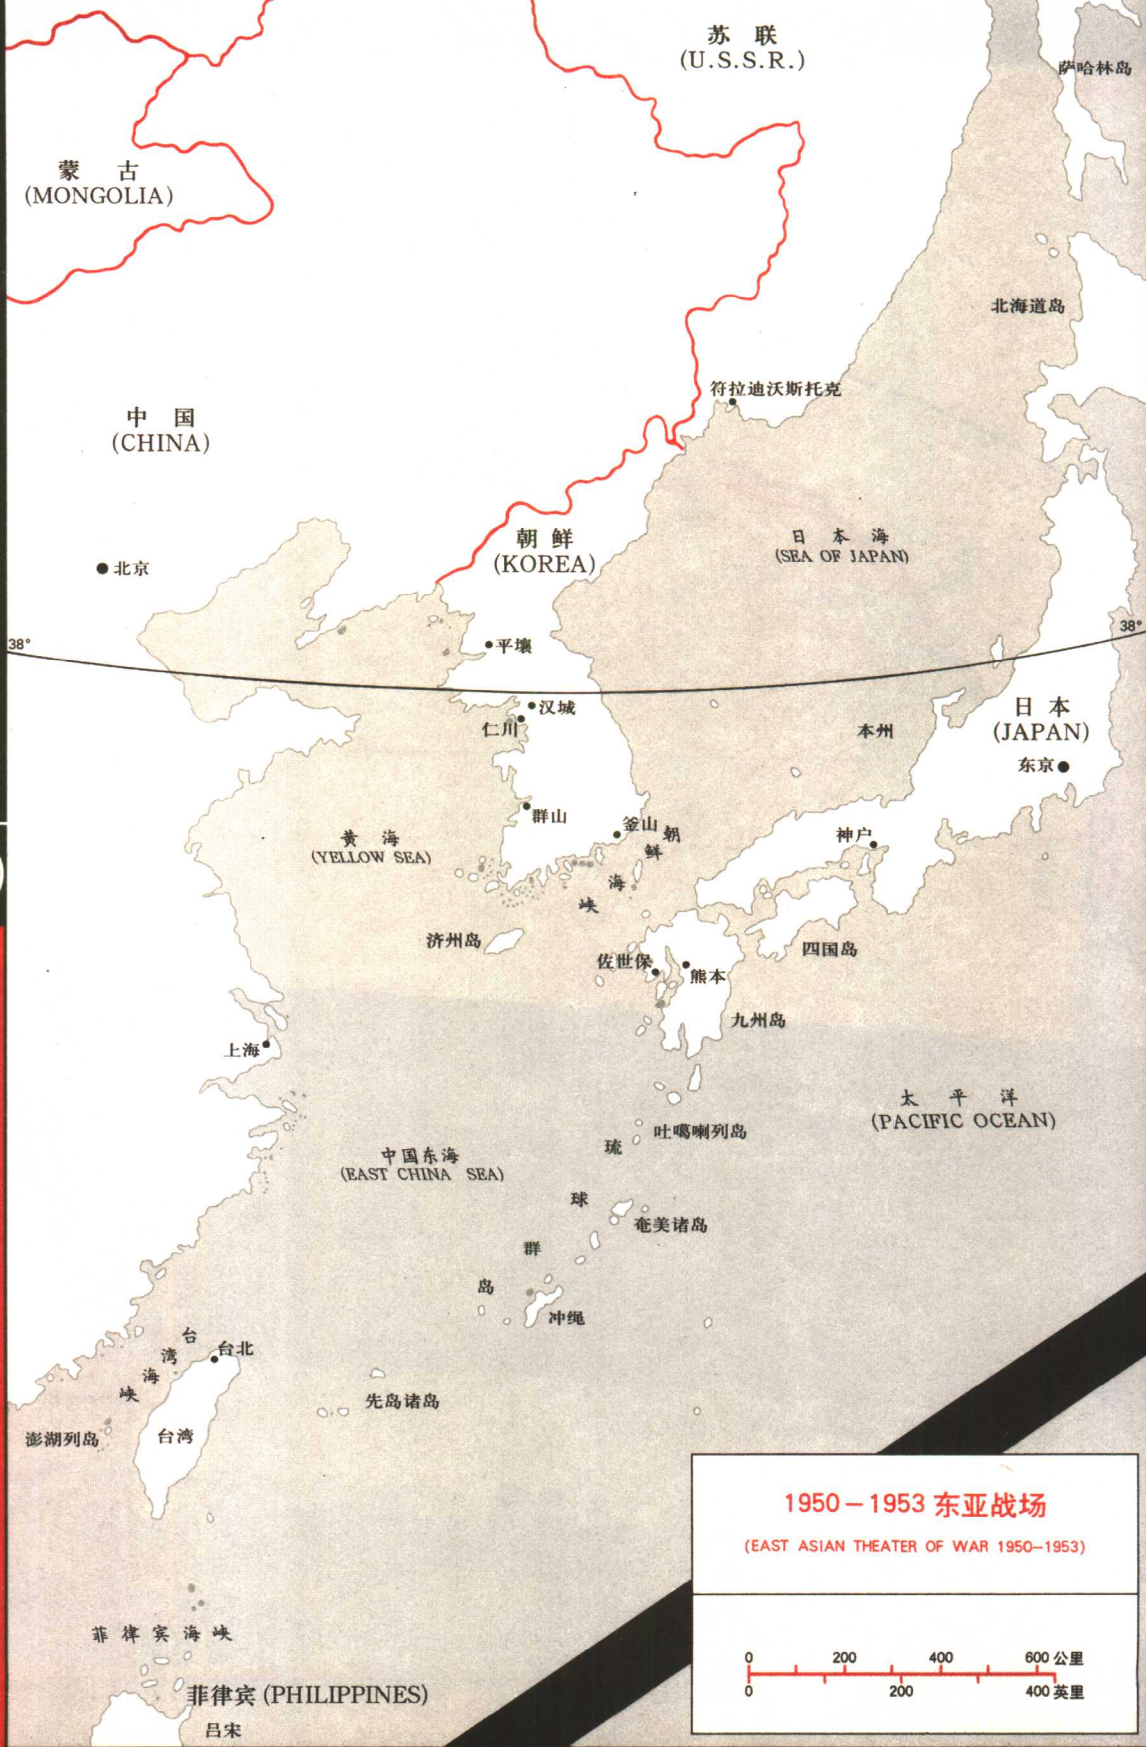 苏联
(U.S.S.R.)
萨哈林岛
蒙古
(MONGOLIA)
北海道岛
符拉迪沃斯托克
中国
(CHINA)
朝鲜
(KOREA)
日本海
(SEA OF JAPAN)
北京
38°
38°
平壤
汉城
仁川
日本
(JAPAN)
本州
东京
群山
釜山
朝鲜海峡
神户
黄海
(YELLOW SEA)
济州岛
四国岛
佐世保
熊本
九州岛
上海
太平洋
(PACIFIC OCEAN)
吐噶喇列岛
中国东海
(EAST CHINA SEA)
琉球群岛
奄美诸岛
冲绳
台湾海峡
台北
先岛诸岛
澎湖列岛
台湾
1950－1953 东亚战场
(EAST ASIAN THEATER OF WAR 1950—1953)
菲律宾海峡
菲律宾 (PHILIPPINES)
吕宋
0 200 400 600 公里
0 200 400 英里